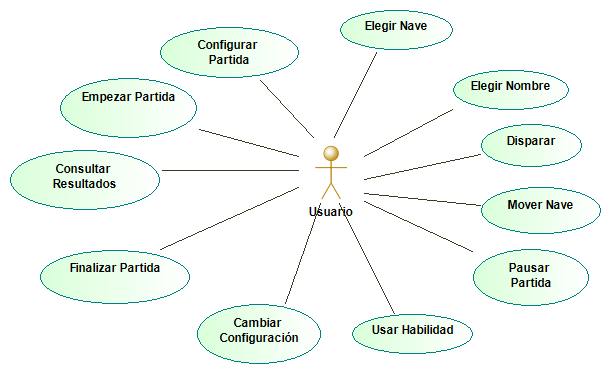 Elegir Nave
Configurar
Partida
Elegir Nombre
Empezar Partida
Disparar
Consultar
Resultados
Mover Nave
Usuario
Finalizar Partida
Pausar
Partida
Cambiar
Configuración
Usar Habilidad